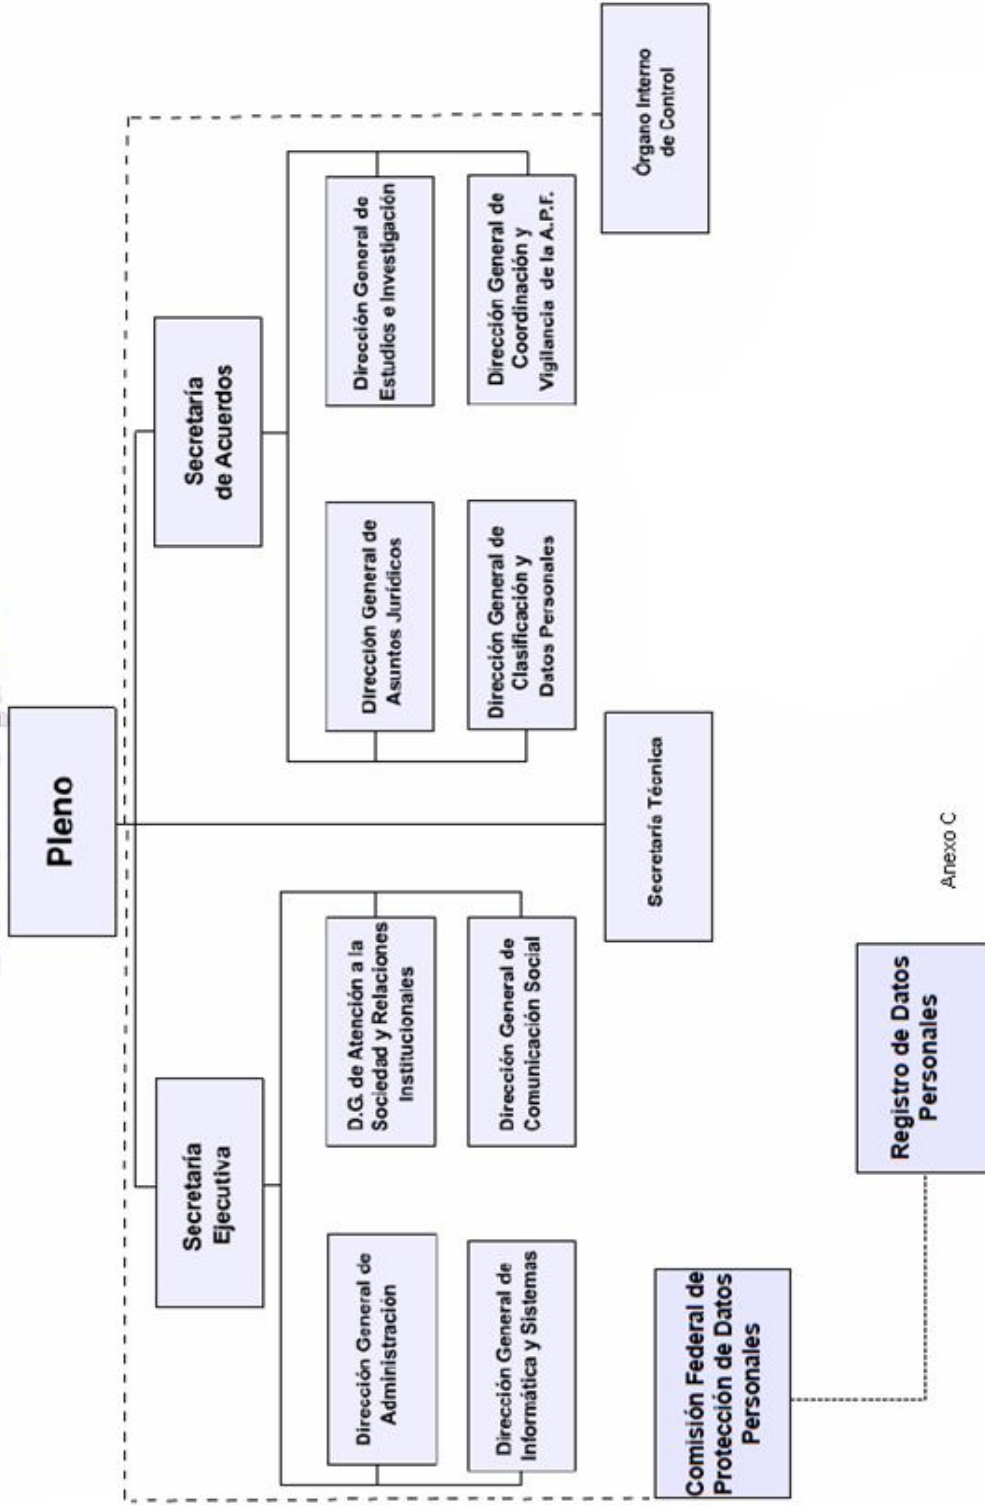 Pleno
Secretaría
Ejecutiva
Secretaría
de Acuerdos
Dirección General de
Administración
D.G. de Atención a la
Sociedad y Relaciones
Institucionales
Dirección General de
Asuntos Jurídicos
Dirección General de
Estudios e Investigación
Dirección General de
Informática y Sistemas
Dirección General de
Comunicación Social
Dirección General de
Clasificación y
Datos Personales
Dirección General de
Coordinación y
Vigilancia de la A.P.F.
Secretaría Técnica
Órgano Interno
de Control
Comisión Federal de
Protección de Datos
Personales
Registro de Datos
Personales
Anexo C